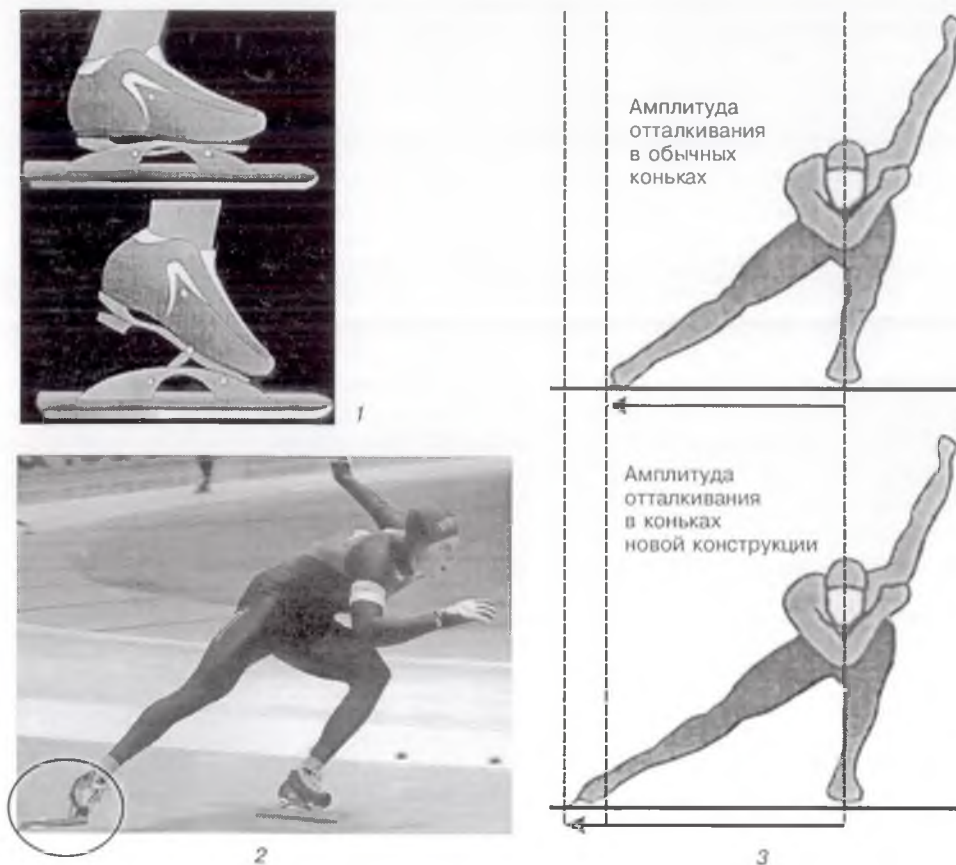 Амплитуда
отталкивания
в обычных
коньках
1
Амплитуда
отталкивания
в коньках
новой конструкции
2
3